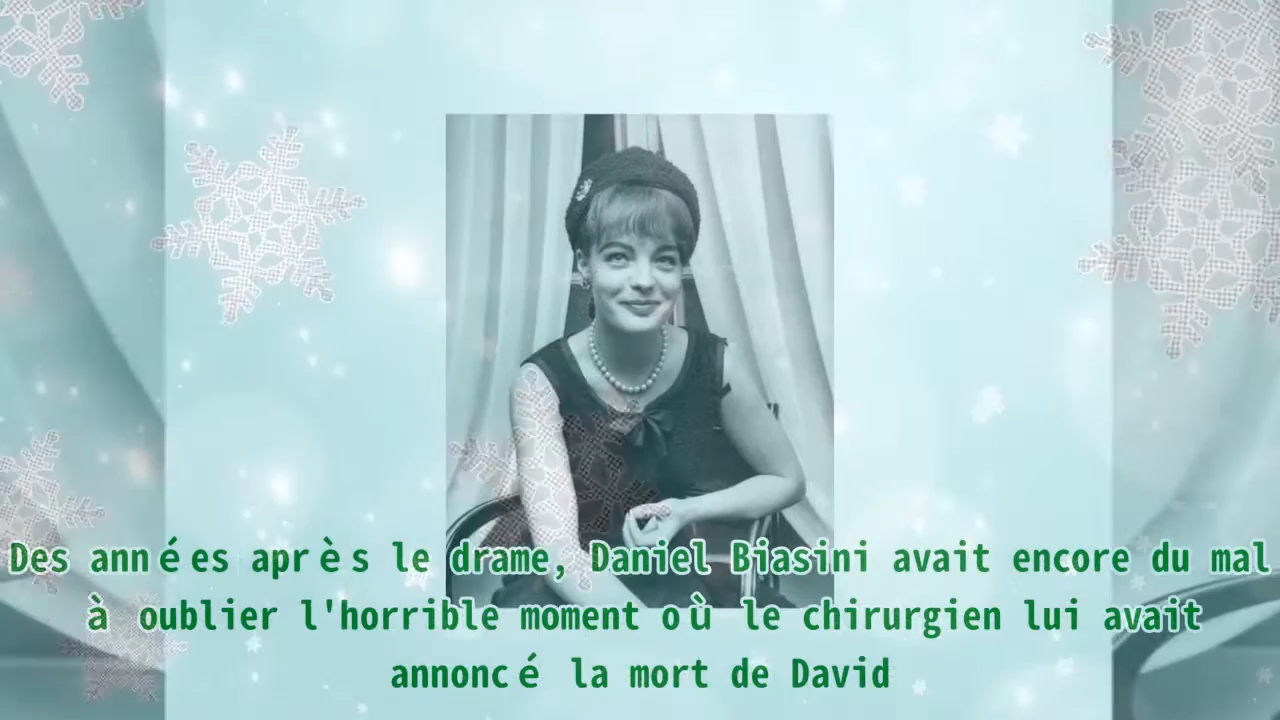 Des années après le drame, Daniel Biasini avait encore du mal
à oublier l'horrible moment où le chirurgien lui avait
annoncé la mort de David